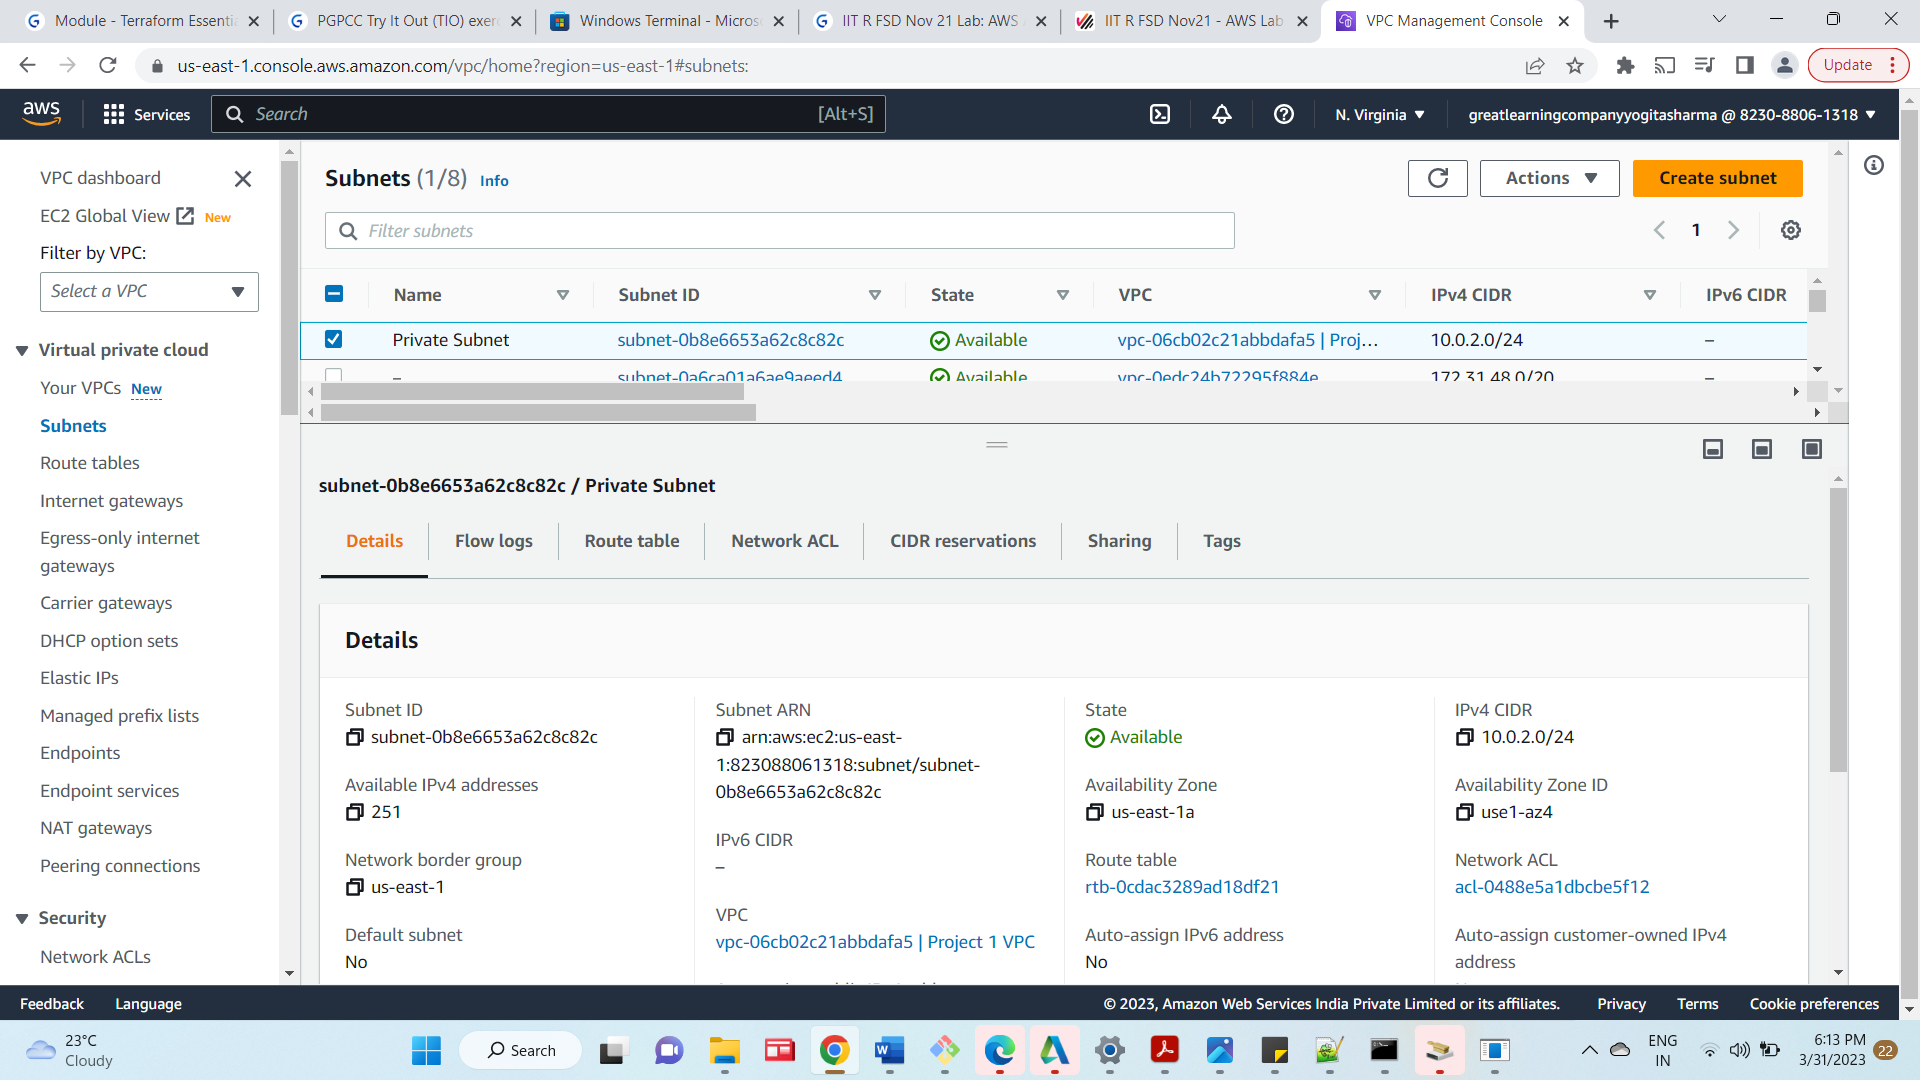 Module - Terraform Essentia
PGPCC Try It Out (TIO) exer
Windows Terminal - Micros
IIT R FSD Nov 21 Lab: AWS
IIT R FSD Nov21 - AWS Lab
VPC Management Console
us-east-1.console.aws.amazon.com/vpc/home?region=us-east-1#subnets:
Update
aws
Services
Search
[Alt+S]
N. Virginia
greatlearningcompanyyogitasharma @ 8230-8806-1318
VPC dashboard
EC2 Global View New
Filter by VPC:
Select a VPC
Virtual private cloud
Your VPCs New
Subnets
Route tables
Internet gateways
Egress-only internet
gateways
Carrier gateways
DHCP option sets
Elastic IPs
Managed prefix lists
Endpoints
Endpoint services
NAT gateways
Peering connections
Security
Network ACLs
Subnets (1/8) Info
Actions
Create subnet
Filter subnets
1
Name Subnet ID State VPC IPv4 CIDR IPv6 CIDR
Private Subnet subnet-0b8e6653a62c8c82c Available vpc-06cb02c21abbdafa5 | Proj... 10.0.2.0/24 –
– subnet-0a6ca01a6ae9aeed4 Available vpc-0edc24b72295f884e 172.31.48.0/20 –
subnet-0b8e6653a62c8c82c / Private Subnet
Details Flow logs Route table Network ACL CIDR reservations Sharing Tags
Details
Subnet ID
subnet-0b8e6653a62c8c82c
Available IPv4 addresses
251
Network border group
us-east-1
Default subnet
No
Subnet ARN
arn:aws:ec2:us-east-
1:823088061318:subnet/subnet-
0b8e6653a62c8c82c
IPv6 CIDR
–
VPC
vpc-06cb02c21abbdafa5 | Project 1 VPC
State
Available
Availability Zone
us-east-1a
Route table
rtb-0cdac3289ad18df21
Auto-assign IPv6 address
No
IPv4 CIDR
10.0.2.0/24
Availability Zone ID
use1-az4
Network ACL
acl-0488e5a1dbcbe5f12
Auto-assign customer-owned IPv4
address
Feedback Language
© 2023, Amazon Web Services India Private Limited or its affiliates. Privacy Terms Cookie preferences
23°C
Cloudy
Search
ENG
IN
6:13 PM
3/31/2023
22